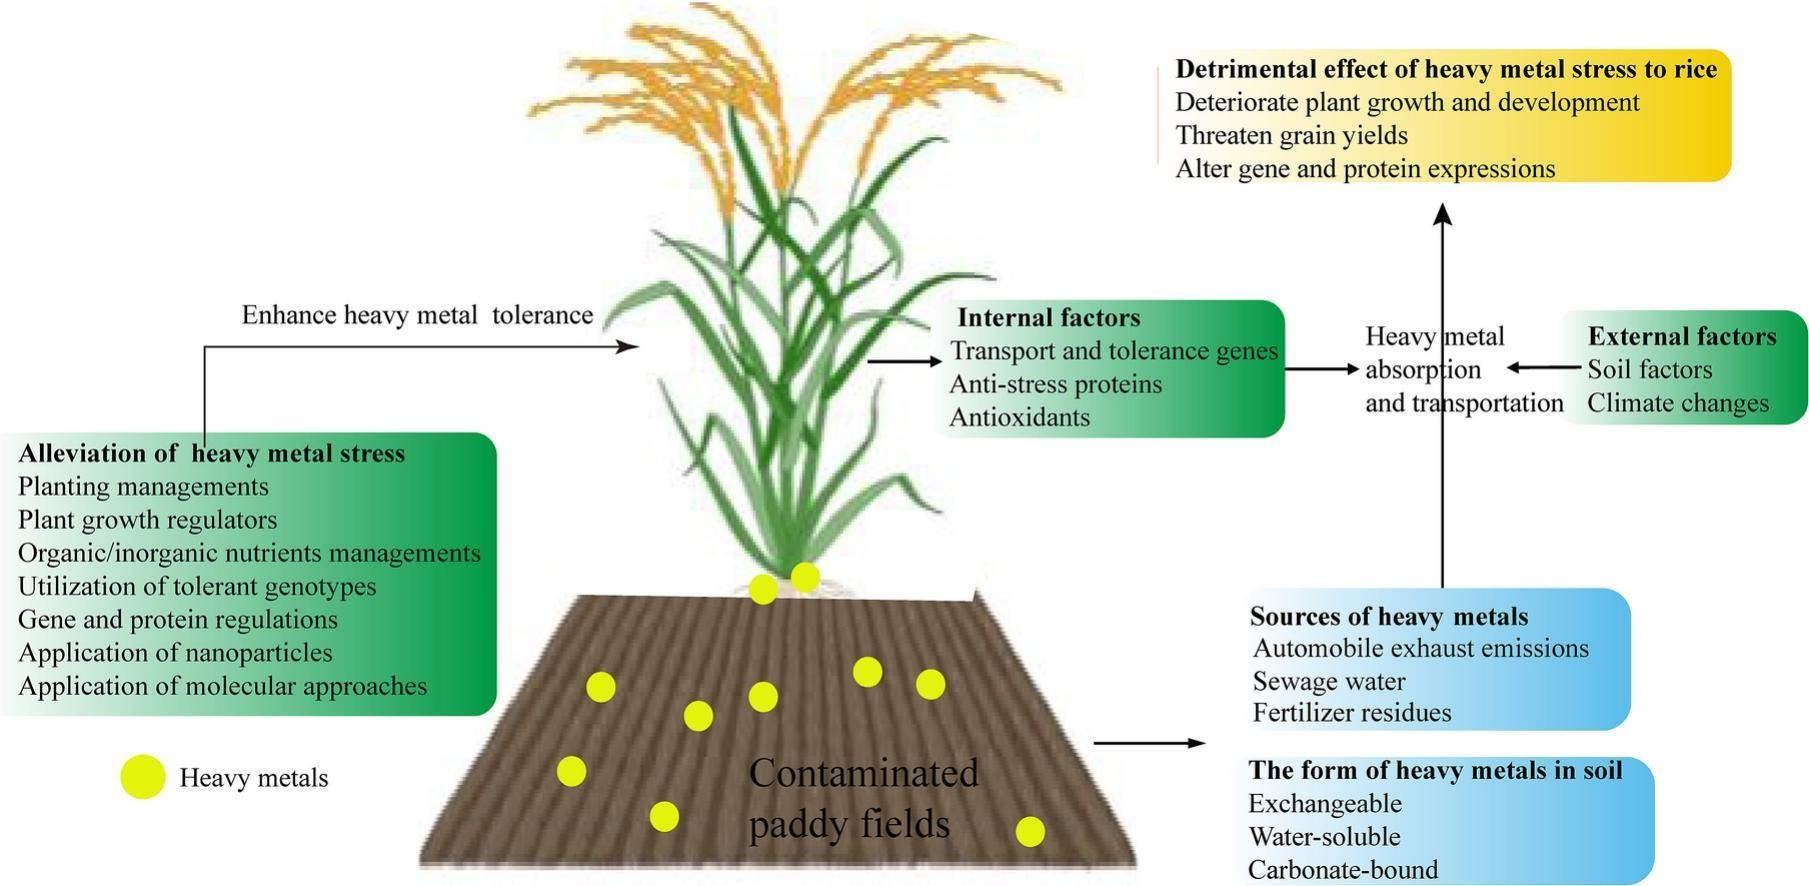 Detrimental effect of heavy metal stress to rice
Deteriorate plant growth and development
Threaten grain yields
Alter gene and protein expressions
Enhance heavy metal tolerance
Internal factors
Transport and tolerance genes
Anti-stress proteins
Antioxidants
Heavy metal
absorption
and transportation
External factors
Soil factors
Climate changes
Alleviation of heavy metal stress
Planting managements
Plant growth regulators
Organic/inorganic nutrients managements
Utilization of tolerant genotypes
Gene and protein regulations
Application of nanoparticles
Application of molecular approaches
Heavy metals
Contaminated
paddy fields
Sources of heavy metals
Automobile exhaust emissions
Sewage water
Fertilizer residues
The form of heavy metals in soil
Exchangeable
Water-soluble
Carbonate-bound